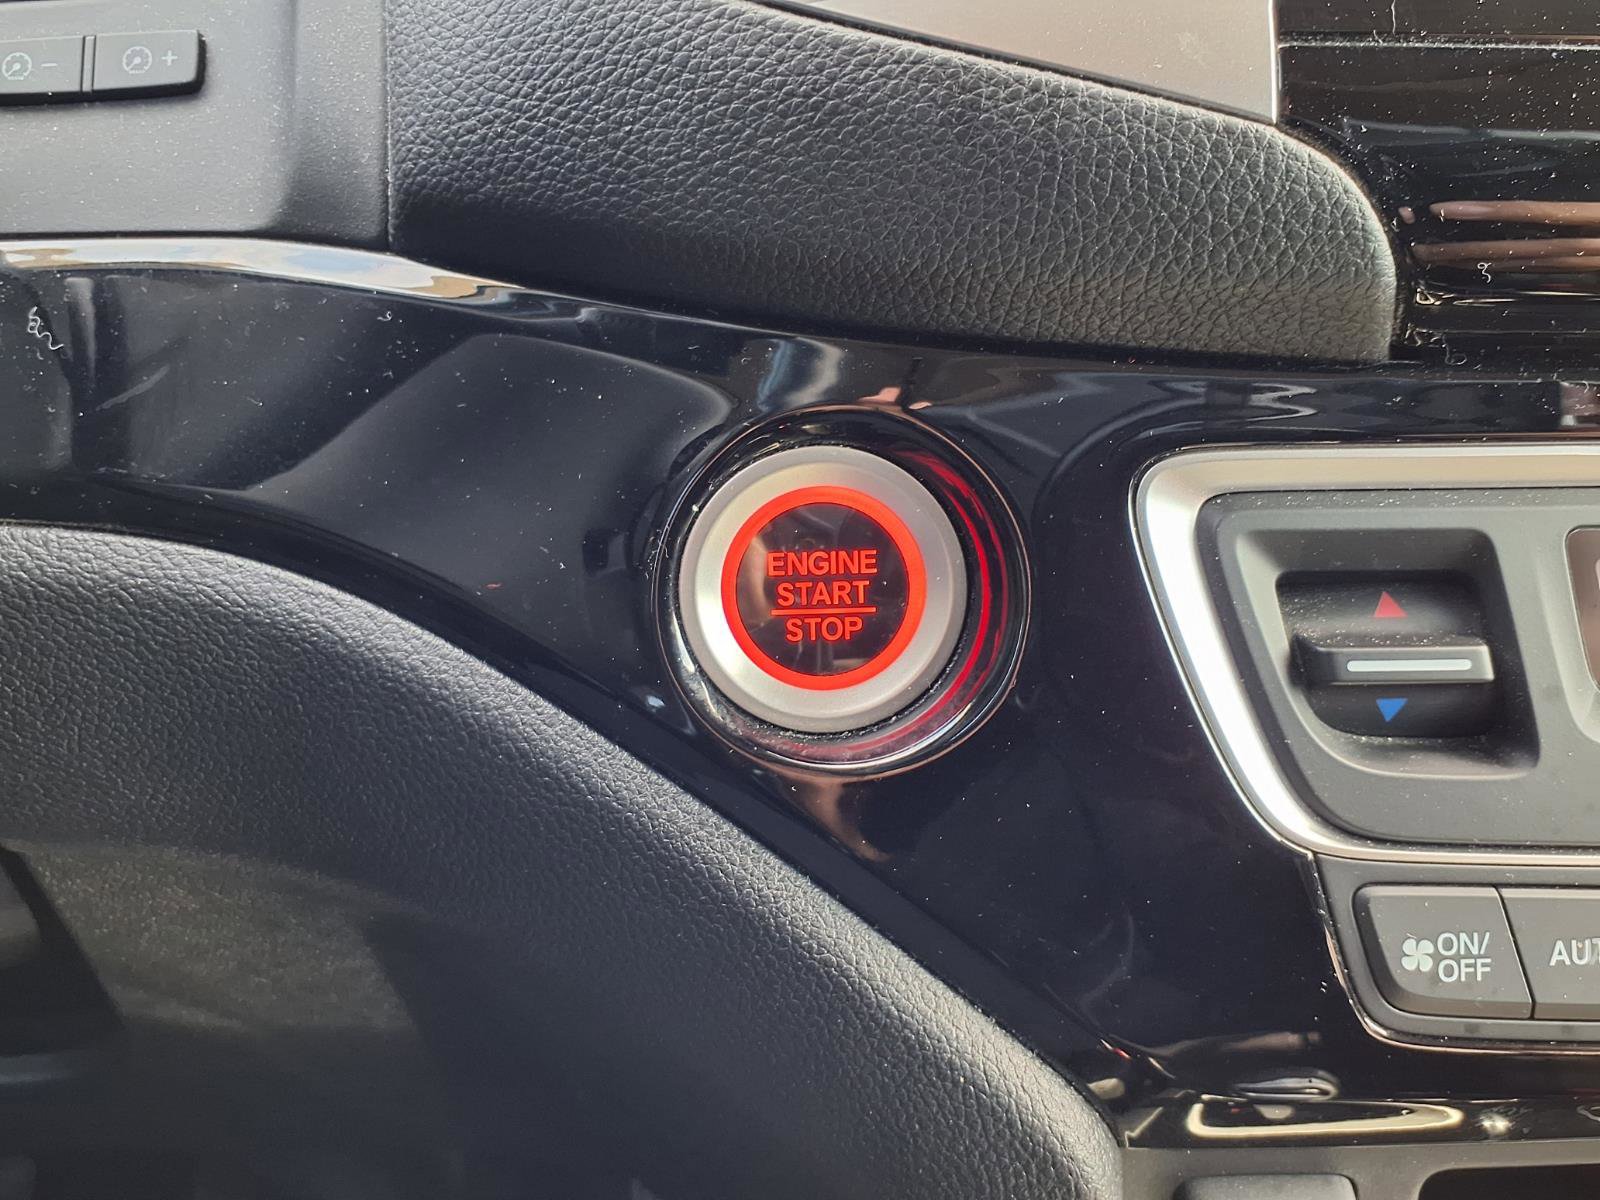 - +
ENGINE
START
STOP
ON/
OFF